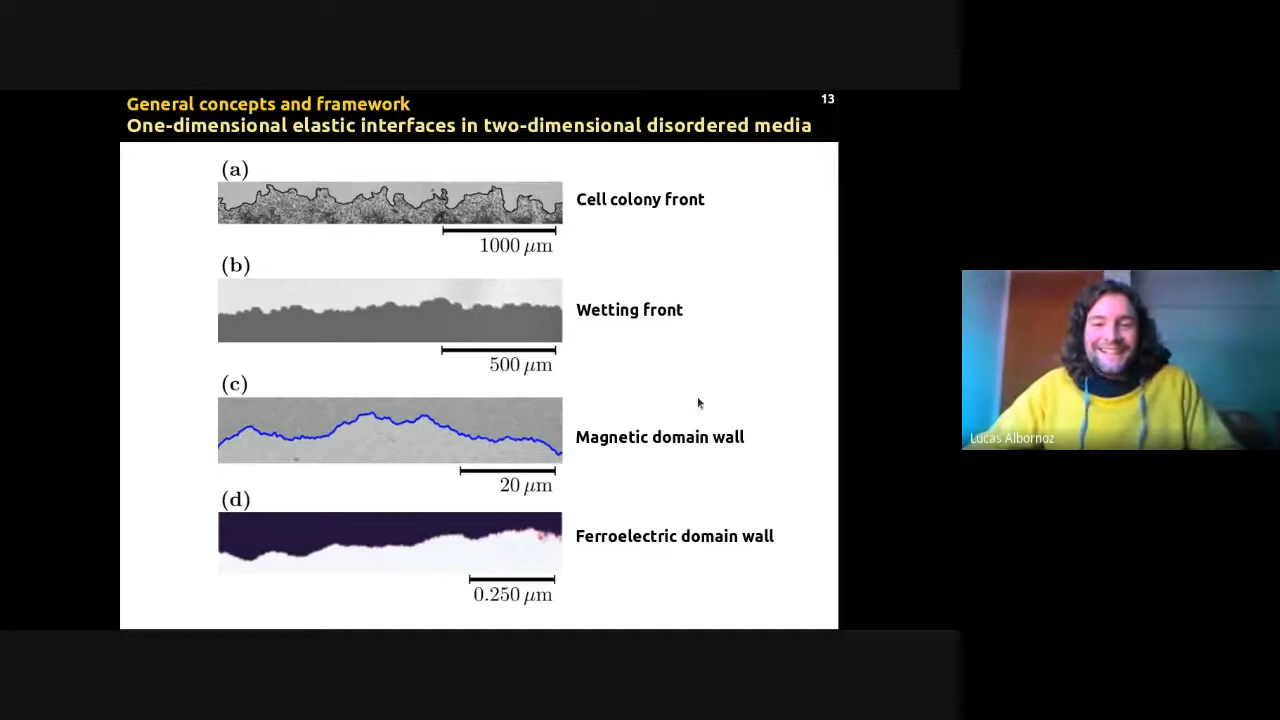 General concepts and framework
13
One-dimensional elastic interfaces in two-dimensional disordered media
(a)
Cell colony front
1000 μm
(b)
Wetting front
500 μm
(c)
Magnetic domain wall
20 μm
(d)
Ferroelectric domain wall
0.250 μm
Lucas Albornoz